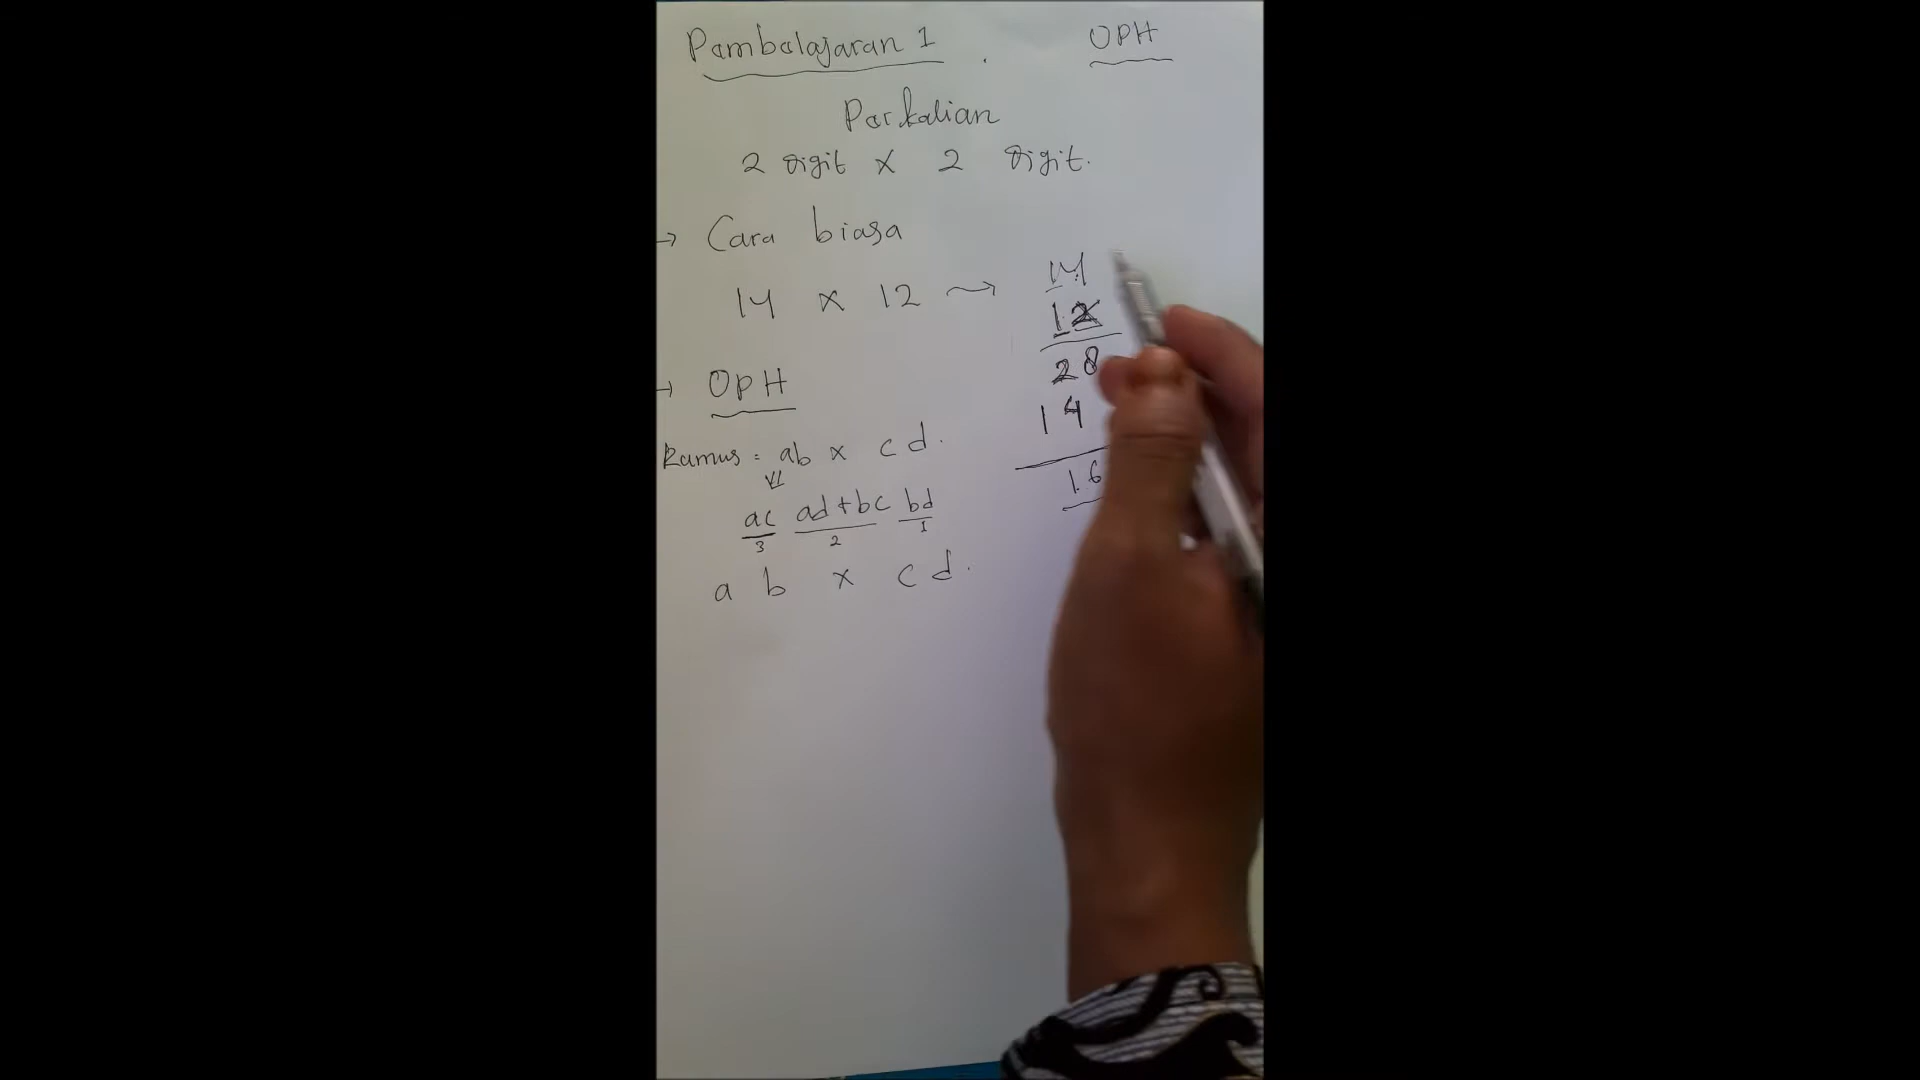 Pembelajaran 1. OPH
Perkalian
2 digit x 2 digit.
→ Cara biasa
14 x 12 → 14
12
28
14
16
→ OPH
Rumus = ab x cd.
ac ad+bc bd
3 2 1
a b x c d.